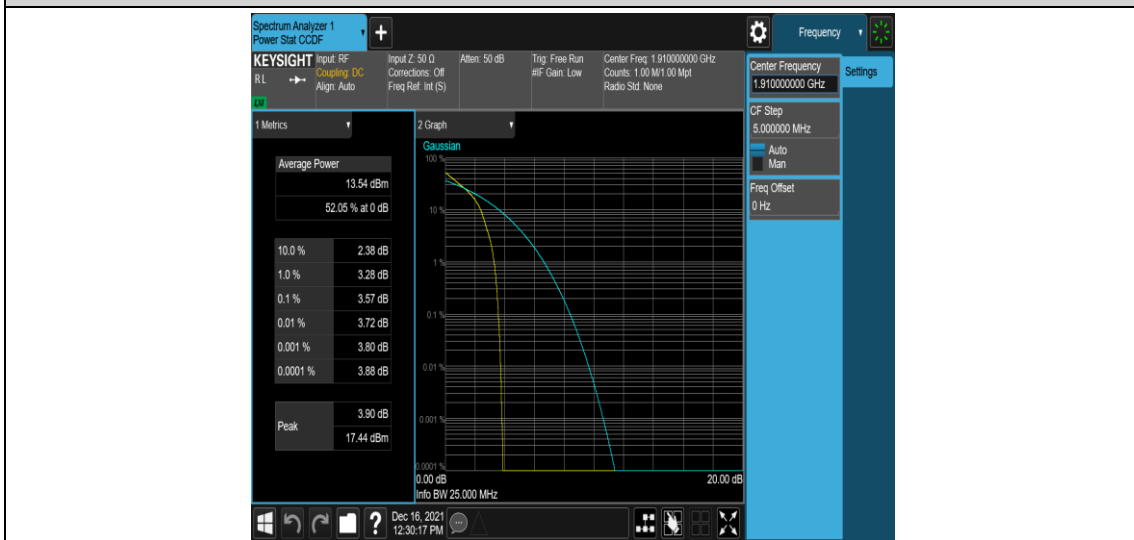 Spectrum Analyzer 1
Power Stat CCDF
+
Frequency
KEYSIGHT
RL
LXI
Input: RF
Coupling: DC
Align: Auto
Input Z: 50 Ω
Corrections: Off
Freq Ref: Int (S)
Atten: 50 dB
Trig: Free Run
#IF Gain: Low
Center Freq: 1.910000000 GHz
Counts: 1.00 M/1.00 Mpt
Radio Std: None
Center Frequency
1.910000000 GHz
Settings
CF Step
5.000000 MHz
Auto
Man
Freq Offset
0 Hz
1 Metrics
Average Power
13.54 dBm
52.05 % at 0 dB
10.0 % 2.38 dB
1.0 % 3.28 dB
0.1 % 3.57 dB
0.01 % 3.72 dB
0.001 % 3.80 dB
0.0001 % 3.88 dB
Peak
3.90 dB
17.44 dBm
2 Graph
Gaussian
100 %
10 %
1 %
0.1 %
0.01 %
0.001 %
0.0001 %
0.00 dB 20.00 dB
Info BW 25.000 MHz
?
Dec 16, 2021
12:30:17 PM